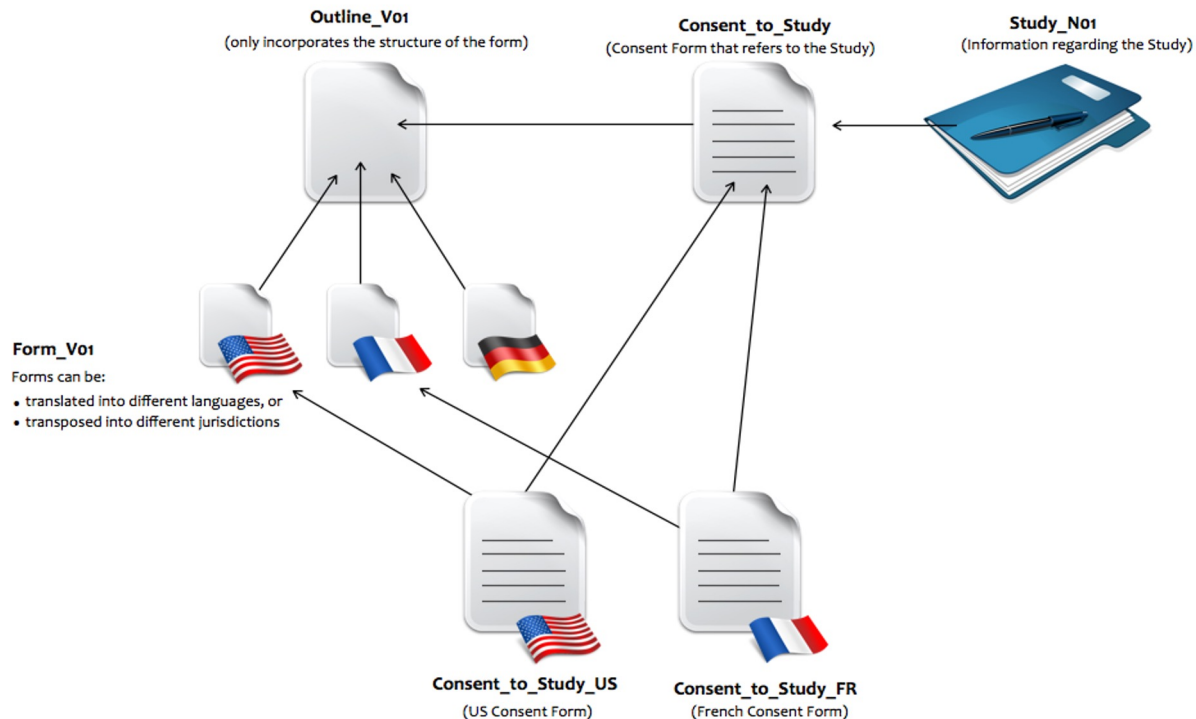 Outline_V01
(only incorporates the structure of the form)
Consent_to_Study
(Consent Form that refers to the Study)
Study_N01
(Information regarding the Study)
Form_V01
Forms can be:
• translated into different languages, or
• transposed into different jurisdictions
Consent_to_Study_US
(US Consent Form)
Consent_to_Study_FR
(French Consent Form)